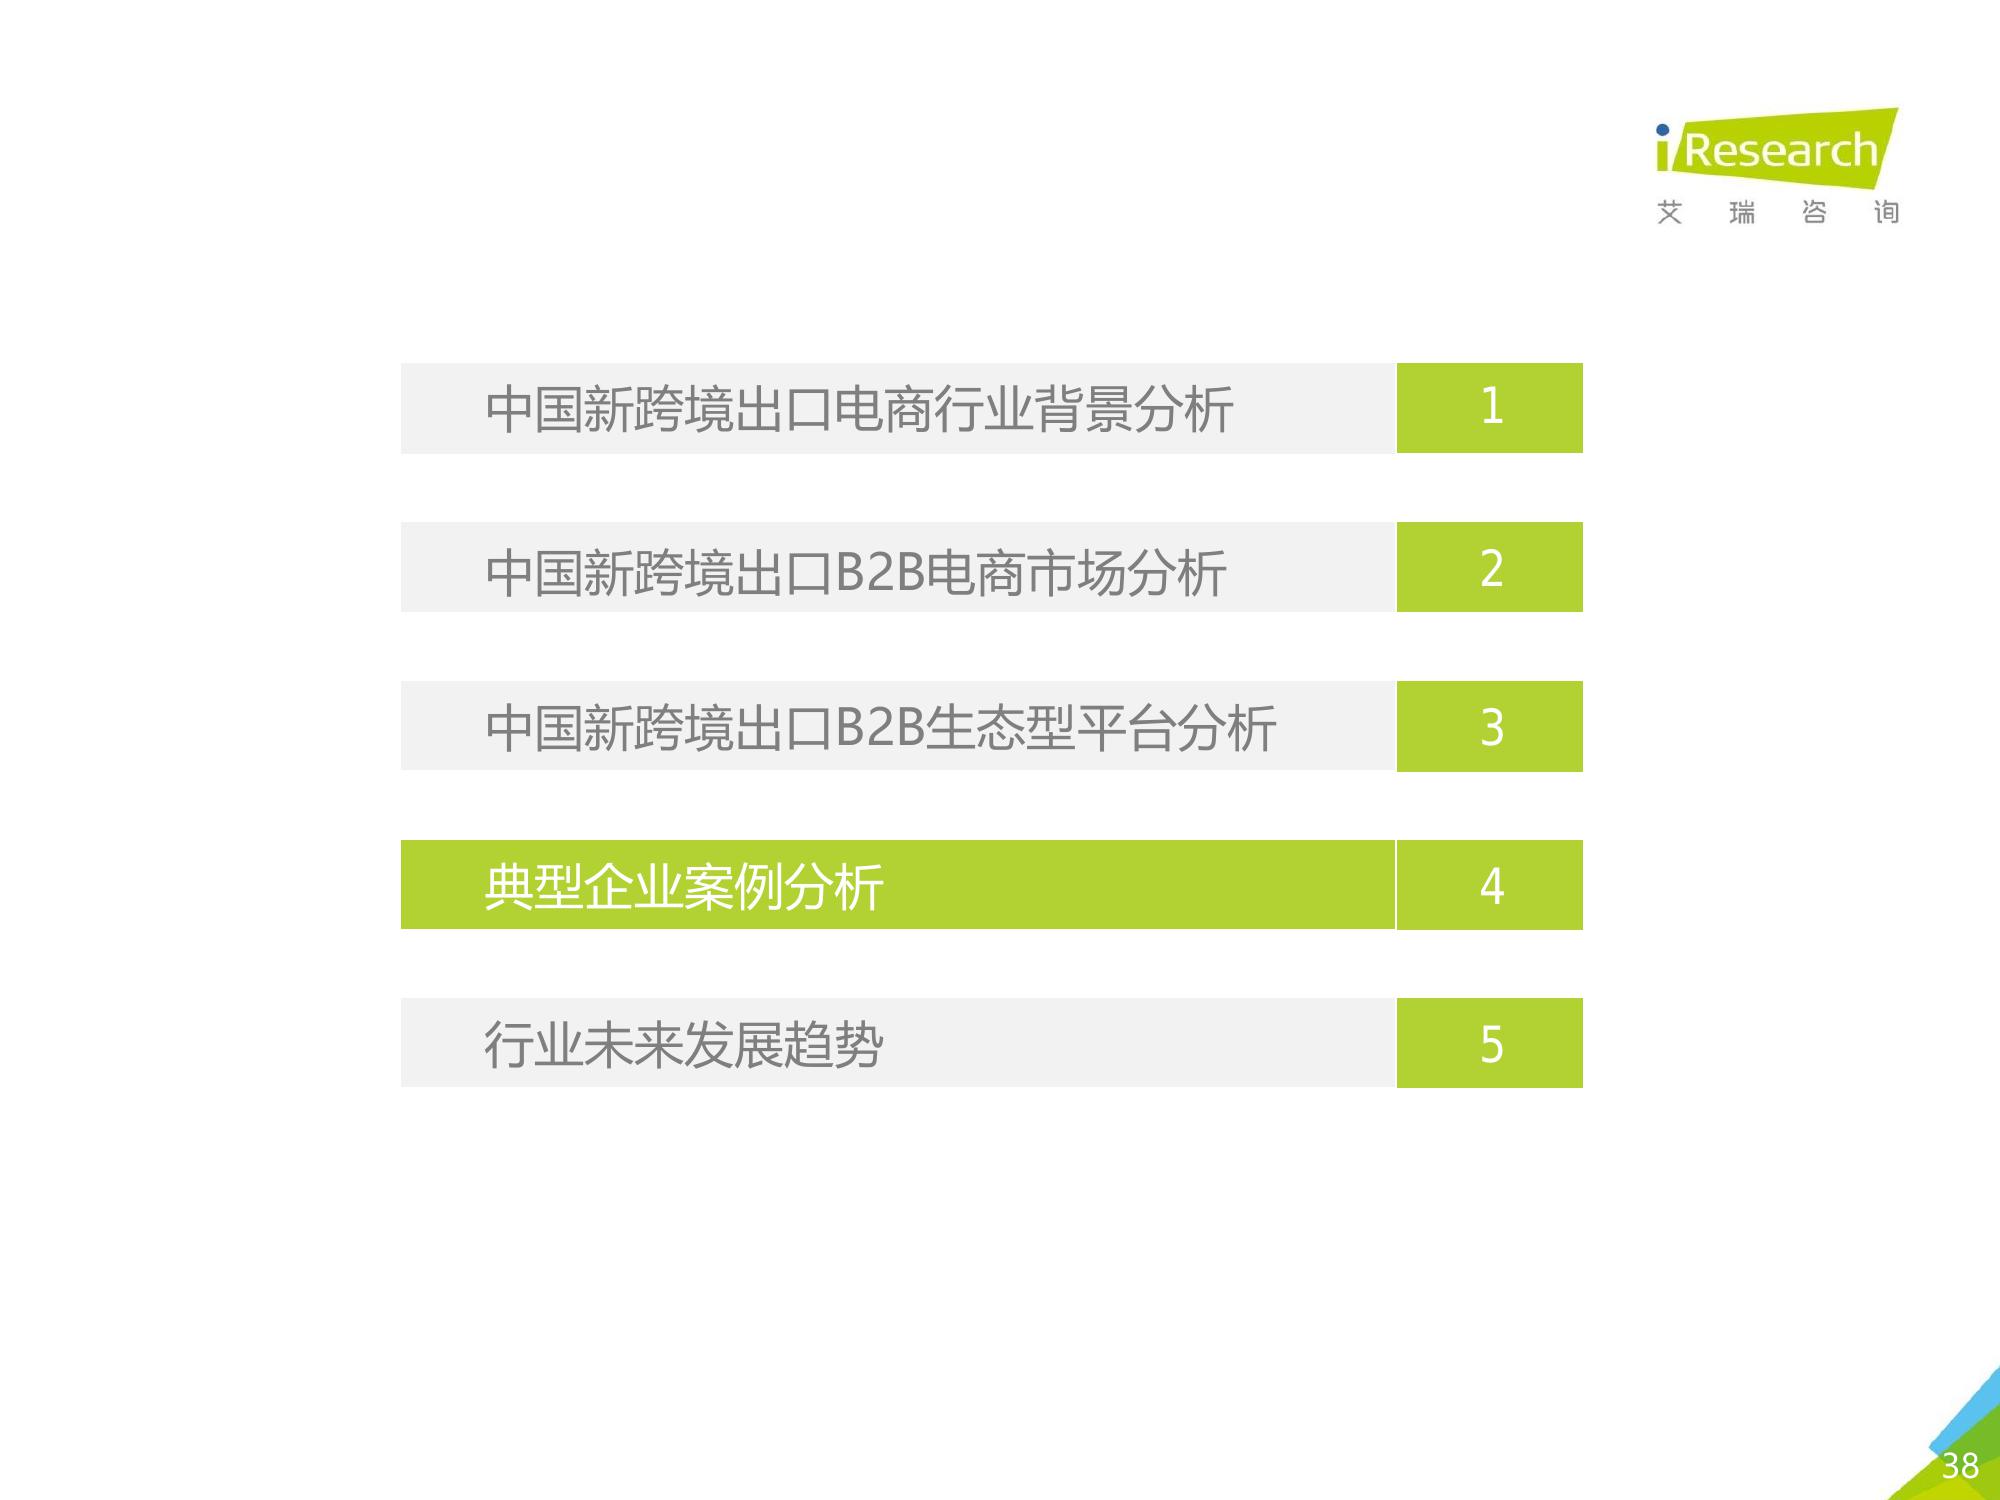 iResearch
艾瑞咨询
中国新跨境出口电商行业背景分析 1
中国新跨境出口B2B电商市场分析 2
中国新跨境出口B2B生态型平台分析 3
典型企业案例分析 4
行业未来发展趋势 5
38